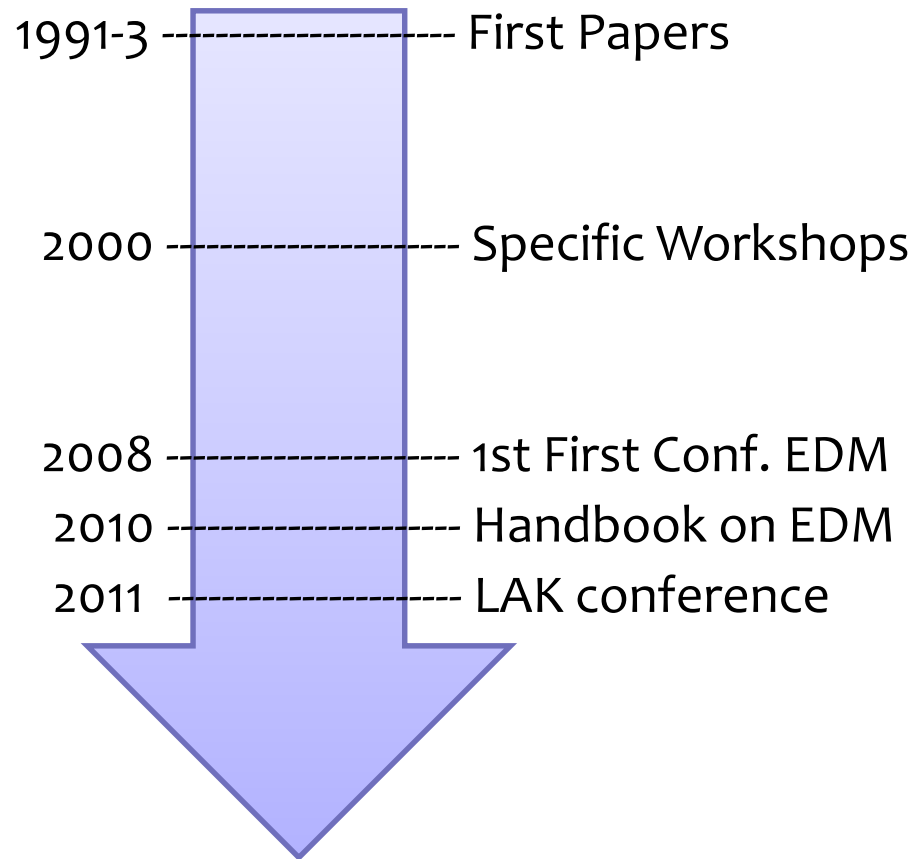 1991-3 First Papers
2000 Specific Workshops
2008 1st First Conf. EDM
2010 Handbook on EDM
2011 LAK conference